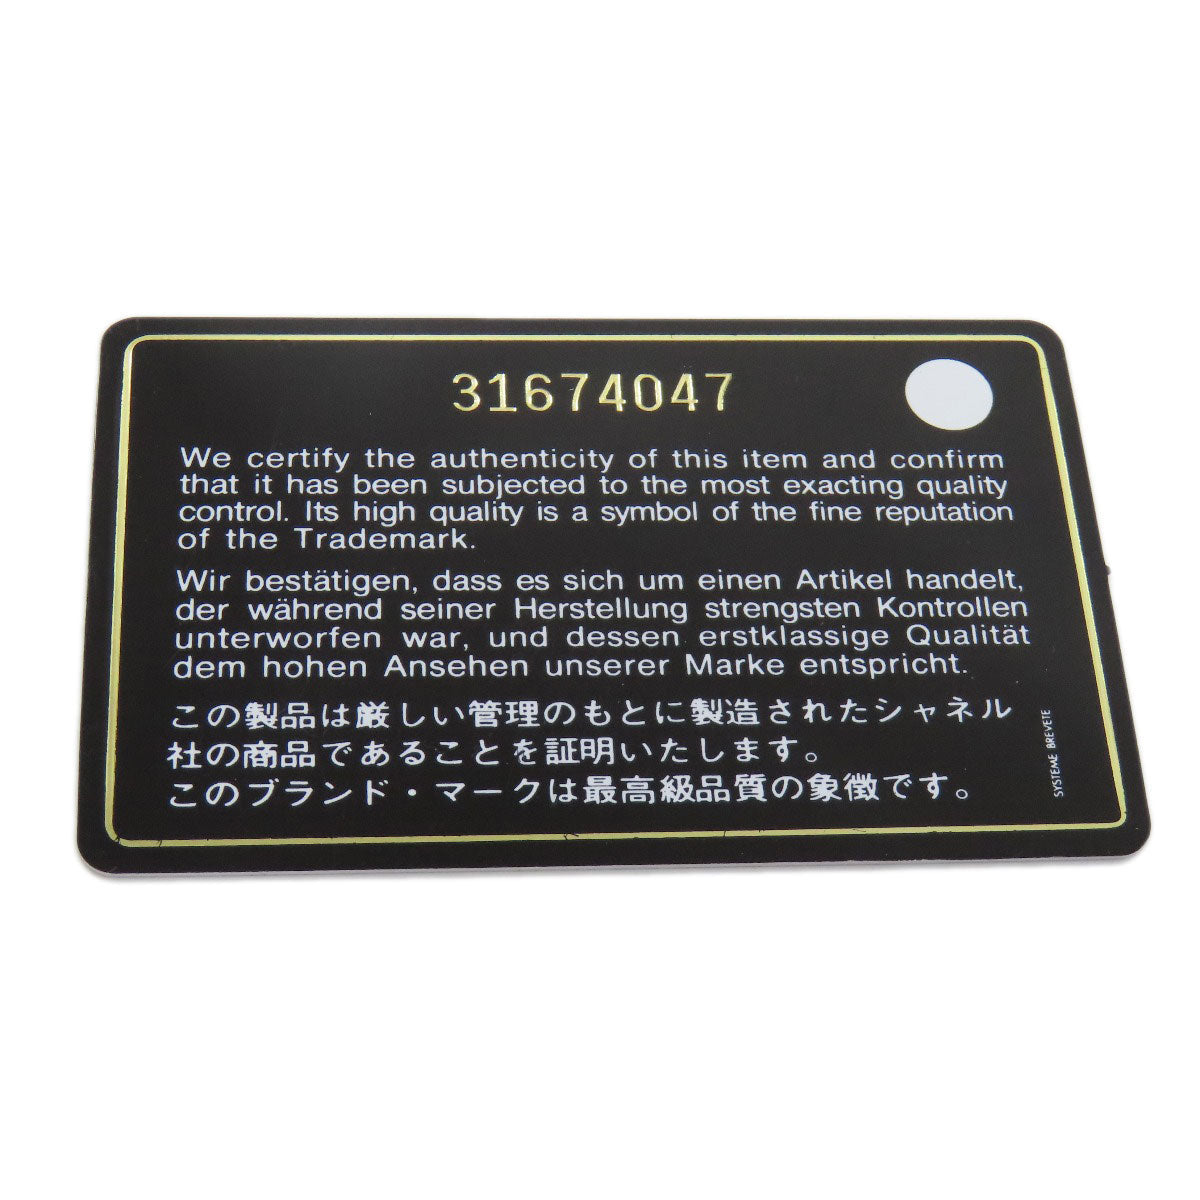 31674047
We certify the authenticity of this item and confirm
that it has been subjected to the most exacting quality
control. Its high quality is a symbol of the fine reputation
of the Trademark.
Wir bestätigen, dass es sich um einen Artikel handelt,
der während seiner Herstellung strengsten Kontrollen
unterworfen war, und dessen erstklassige Qualität
dem hohen Ansehen unserer Marke entspricht.
この製品は厳しい管理のもとに製造されたシャネル
社の商品であることを証明いたします。
このブランド・マークは最高級品質の象徴です。
SYSTEME BREVETE